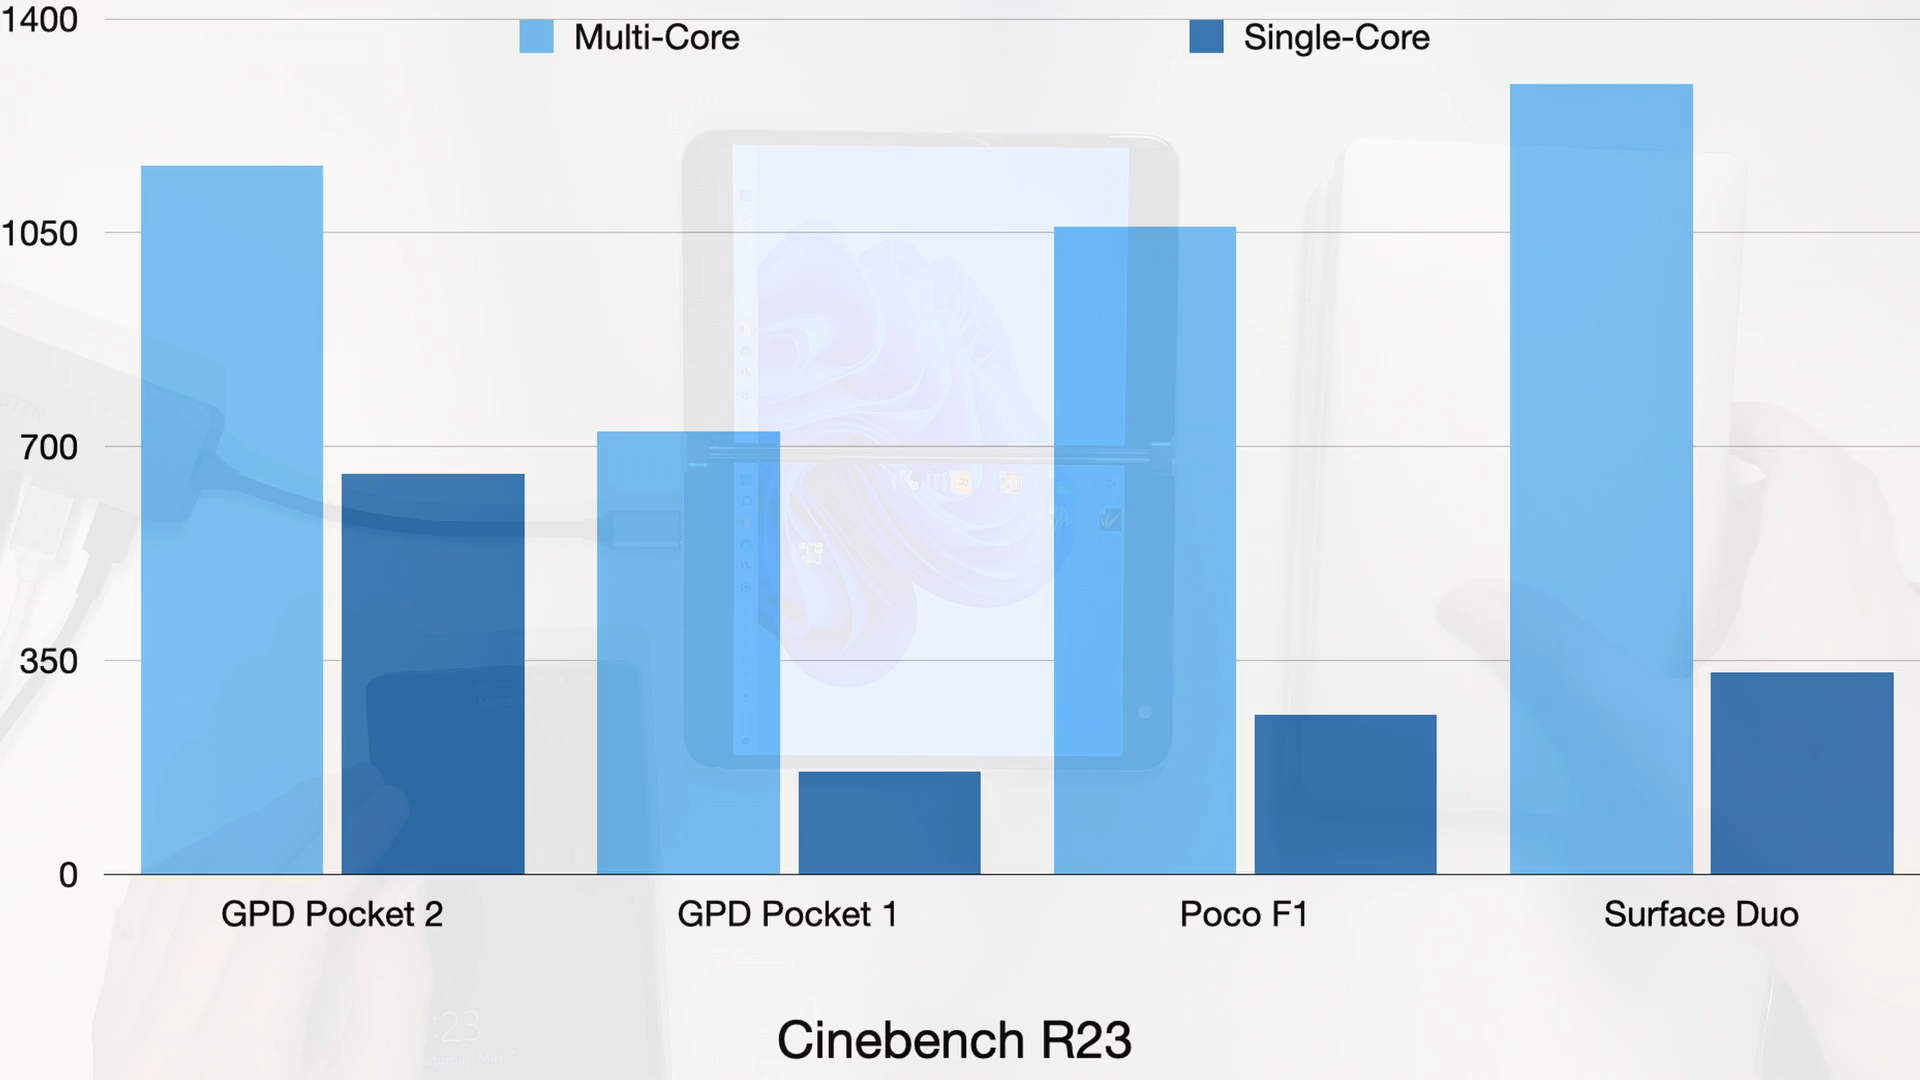 1400
Multi-Core
Single-Core
1050
700
350
0
GPD Pocket 2
GPD Pocket 1
Poco F1
Surface Duo
:23
Cinebench R23